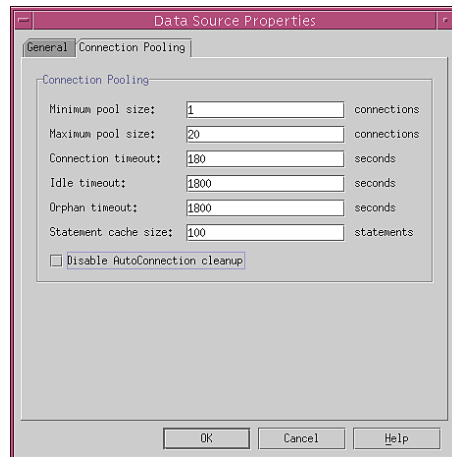 Data Source Properties
General Connection Pooling
Connection Pooling
Minimum pool size: 1 connections
Maximum pool size: 20 connections
Connection timeout: 180 seconds
Idle timeout: 1800 seconds
Orphan timeout: 1800 seconds
Statement cache size: 100 statements
Disable AutoConnection cleanup
OK Cancel Help